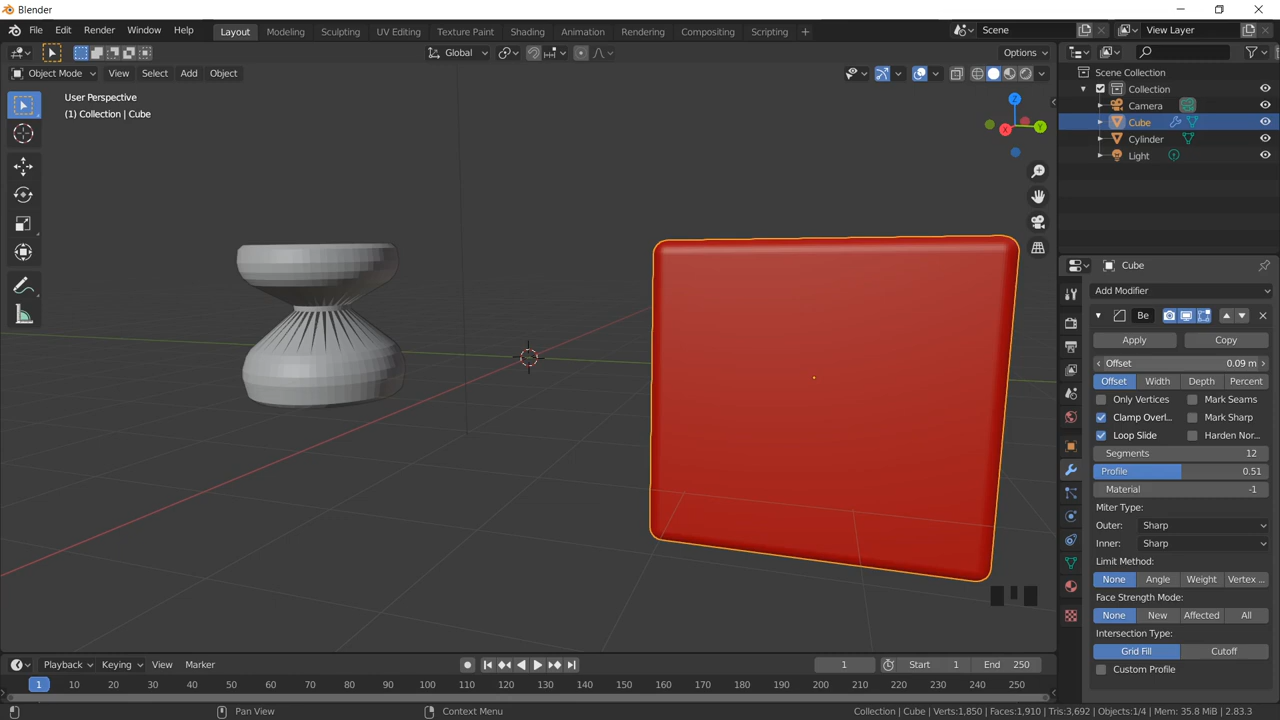 Blender
File Edit Render Window Help Layout Modeling Sculpting UV Editing Texture Paint Shading Animation Rendering Compositing Scripting + Scene View Layer
Global Options
Object Mode View Select Add Object
User Perspective
(1) Collection | Cube
Z
X Y
Scene Collection
Collection
Camera
Cube
Cylinder
Light
Cube
Add Modifier
Be
Apply Copy
Offset 0.09 m
Offset Width Depth Percent
Only Vertices Mark Seams
Clamp Overl... Mark Sharp
Loop Slide Harden Nor...
Segments 12
Profile 0.51
Material -1
Miter Type:
Outer: Sharp
Inner: Sharp
Limit Method:
None Angle Weight Vertex ...
Face Strength Mode:
None New Affected All
Intersection Type:
Grid Fill Cutoff
Custom Profile
Playback Keying View Marker 1 Start 1 End 250
1 10 20 30 40 50 60 70 80 90 100 110 120 130 140 150 160 170 180 190 200 210 220 230 240 250
Pan View Context Menu Collection | Cube | Verts:1,850 | Faces:1,910 | Tris:3,692 | Objects:1/4 | Mem: 35.8 MiB | 2.83.3